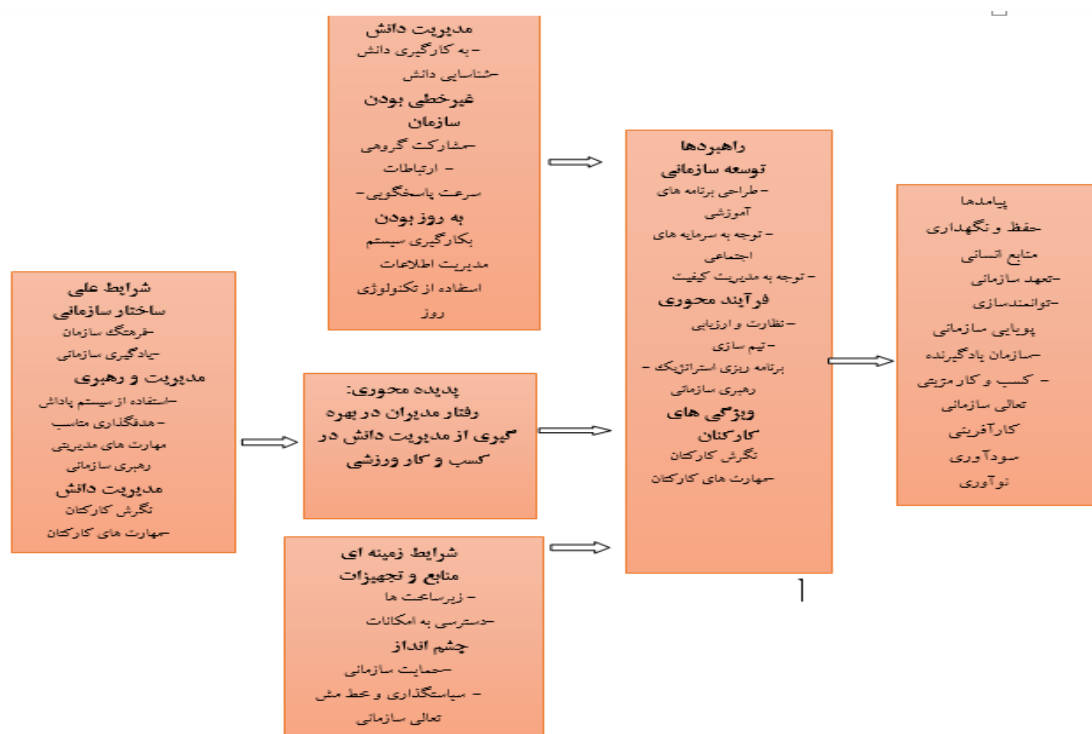 مدیریت دانش
- به کارگیری دانش
-شناسایی دانش
غیرخطی بودن
سازمان
-مشارکت گروهی
- ارتباطات
سرعت پاسخگویی-
به روز بودن
بکارگیری سیستم
مدیریت اطلاعات
استفاده از تکنولوژی
روز
شرایط علی
ساختار سازمانی
-فرهنگ سازمان
-یادگیری سازمانی
مدیریت و رهبری
-استفاده از سیستم پاداش
-هدفگذاری مناسب
مهارت های مدیریتی
رهبری سازمانی
مدیریت دانش
نگرش کارکنان
-مهارت های کارکنان
پدیده محوری:
رفتار مدیران در بهره
گیری از مدیریت دانش در
کسب و کار ورزشی
شرایط زمینه ای
منابع و تجهیزات
- زیرساخت ها
-دسترسی به امکانات
چشم انداز
-حمایت سازمانی
- سیاستگذاری و خط مش
تعالی سازمانی
راهبردها
توسعه سازمانی
- طراحی برنامه های
آموزشی
- توجه به سرمایه های
اجتماعی
- توجه به مدیریت کیفیت
فرآیند محوری
-نظارت و ارزیابی
- تیم سازی
برنامه ریزی استراتژیک -
رهبری سازمانی
ویژگی های
کارکنان
نگرش کارکنان
-مهارت های کارکنان
پیامدها
حفظ و نگهداری
منابع انسانی
-تعهد سازمانی
-توانمندسازی
پویایی سازمانی
-سازمان یادگیرنده
- کسب و کار مزیتی
تعالی سازمانی
کارآفرینی
سودآوری
نوآوری